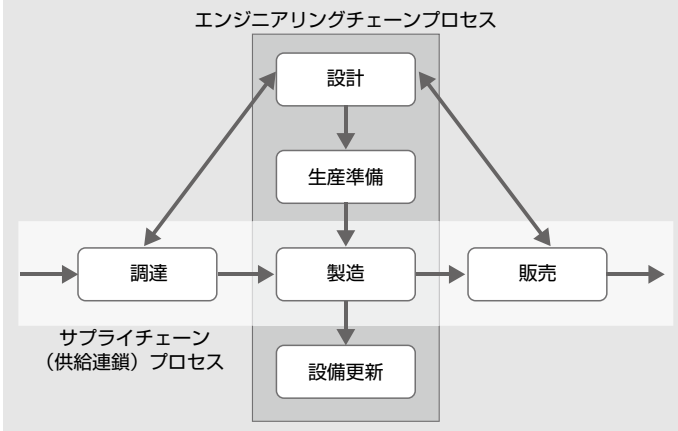 エンジニアリングチェーンプロセス
設計
生産準備
調達
製造
販売
サプライチェーン
（供給連鎖）プロセス
設備更新